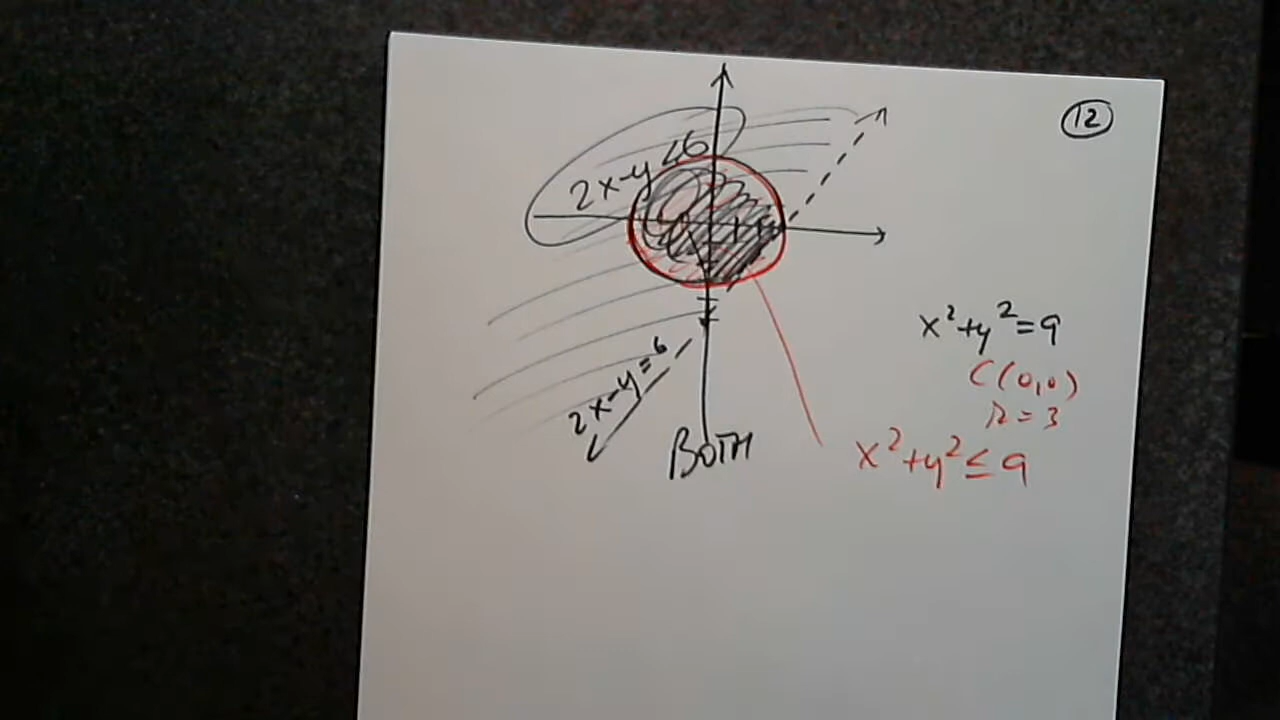 12
2x-y<6
x²+y²=9
C(0,0)
r=3
2x-y=6
BOTH
x²+y²≤9